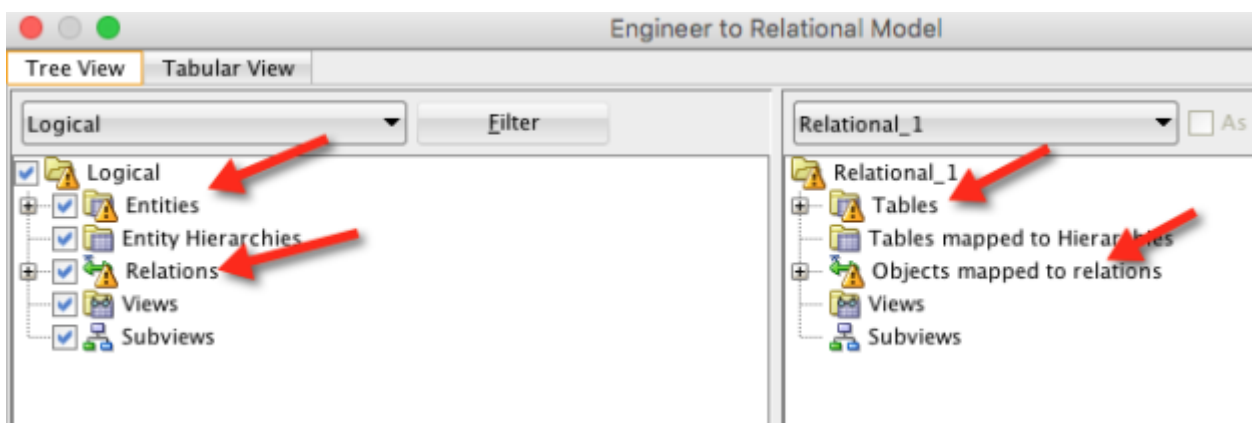 Engineer to Relational Model
Tree View Tabular View
Logical Filter
Logical
Entities
Entity Hierarchies
Relations
Views
Subviews
Relational_1 As
Relational_1
Tables
Tables mapped to Hierarchies
Objects mapped to relations
Views
Subviews